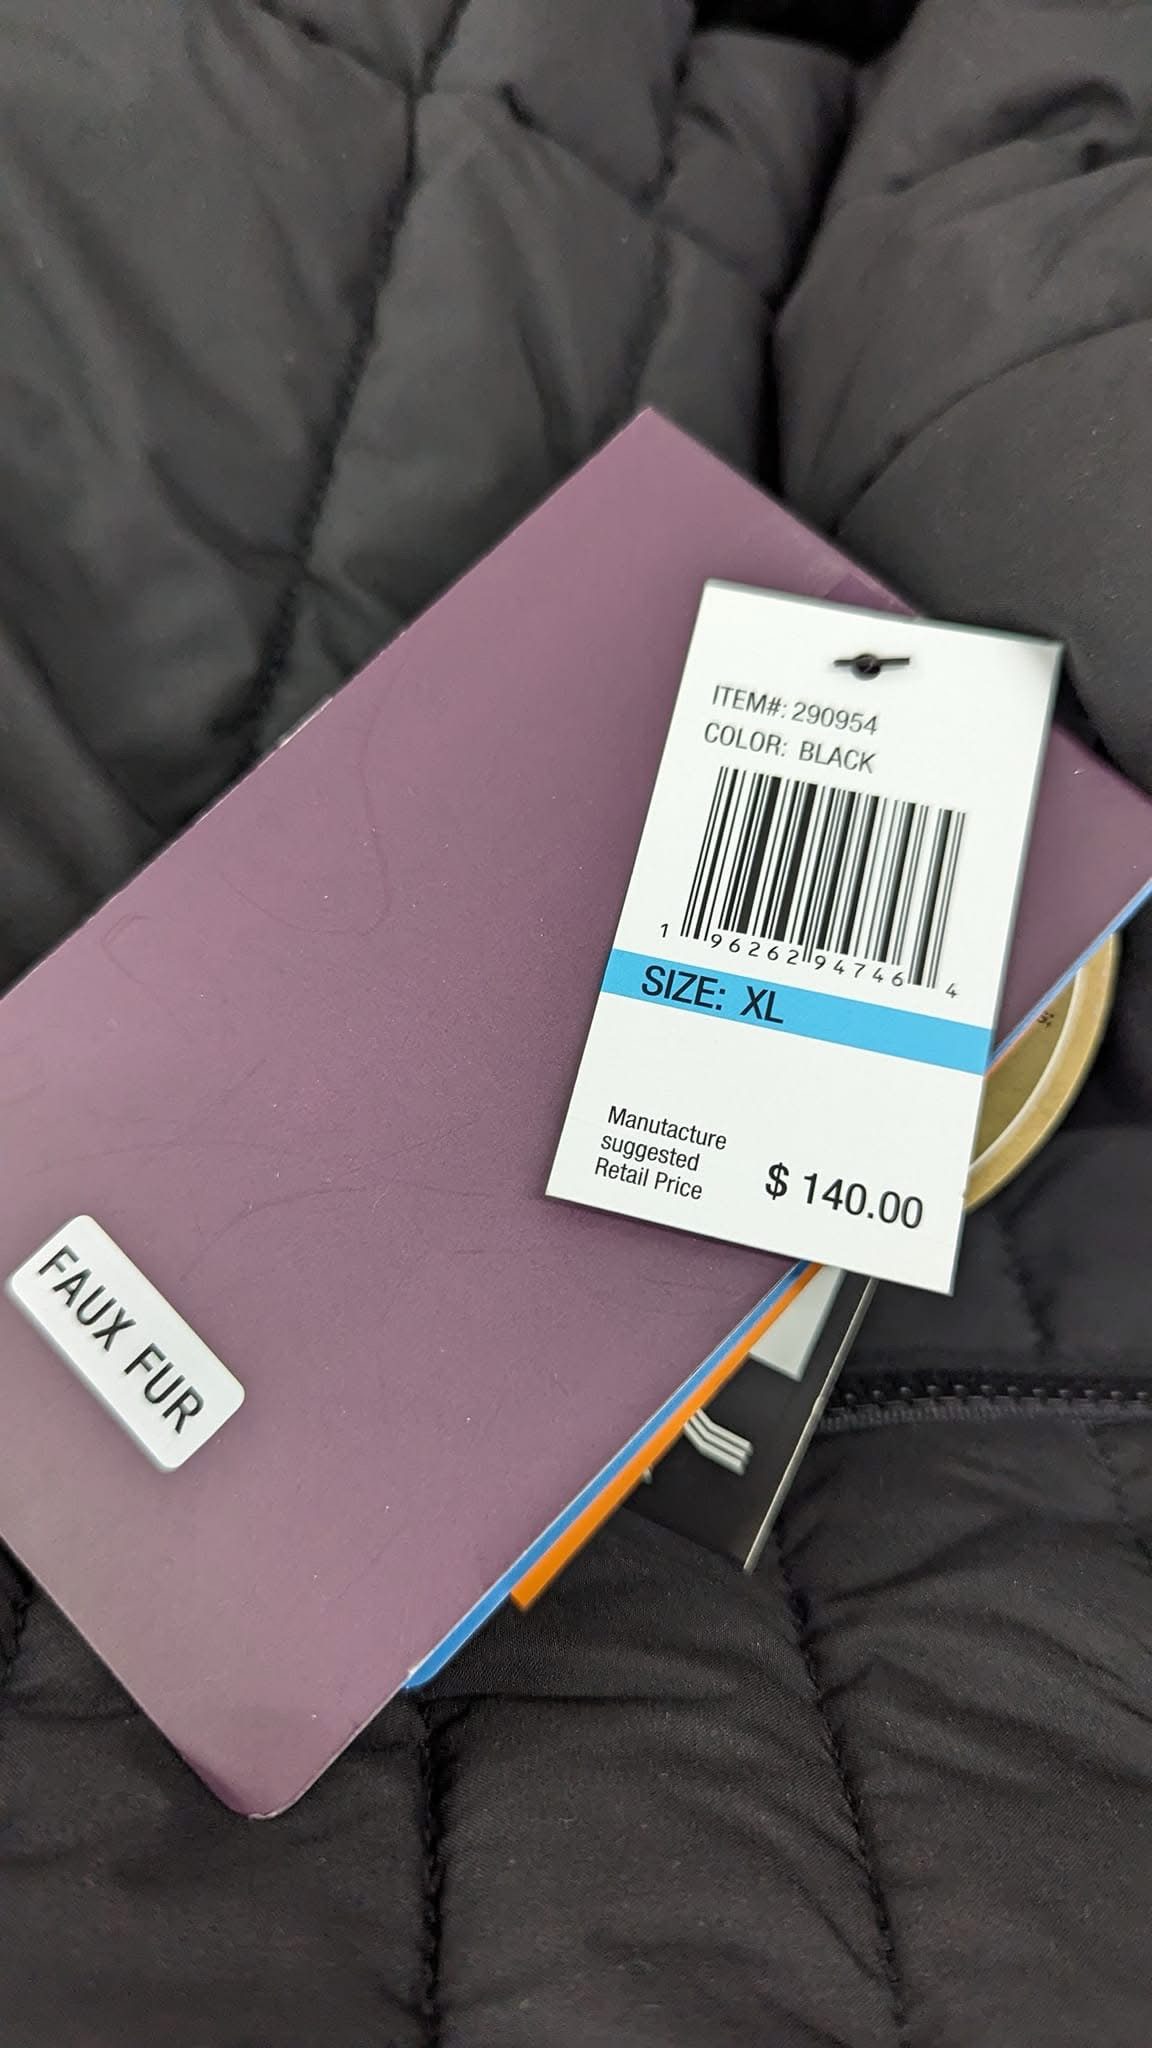 ITEM#: 290954
COLOR: BLACK
1 96262 94746 4
SIZE: XL
Manutacture
suggested
Retail Price
$ 140.00
FAUX FUR